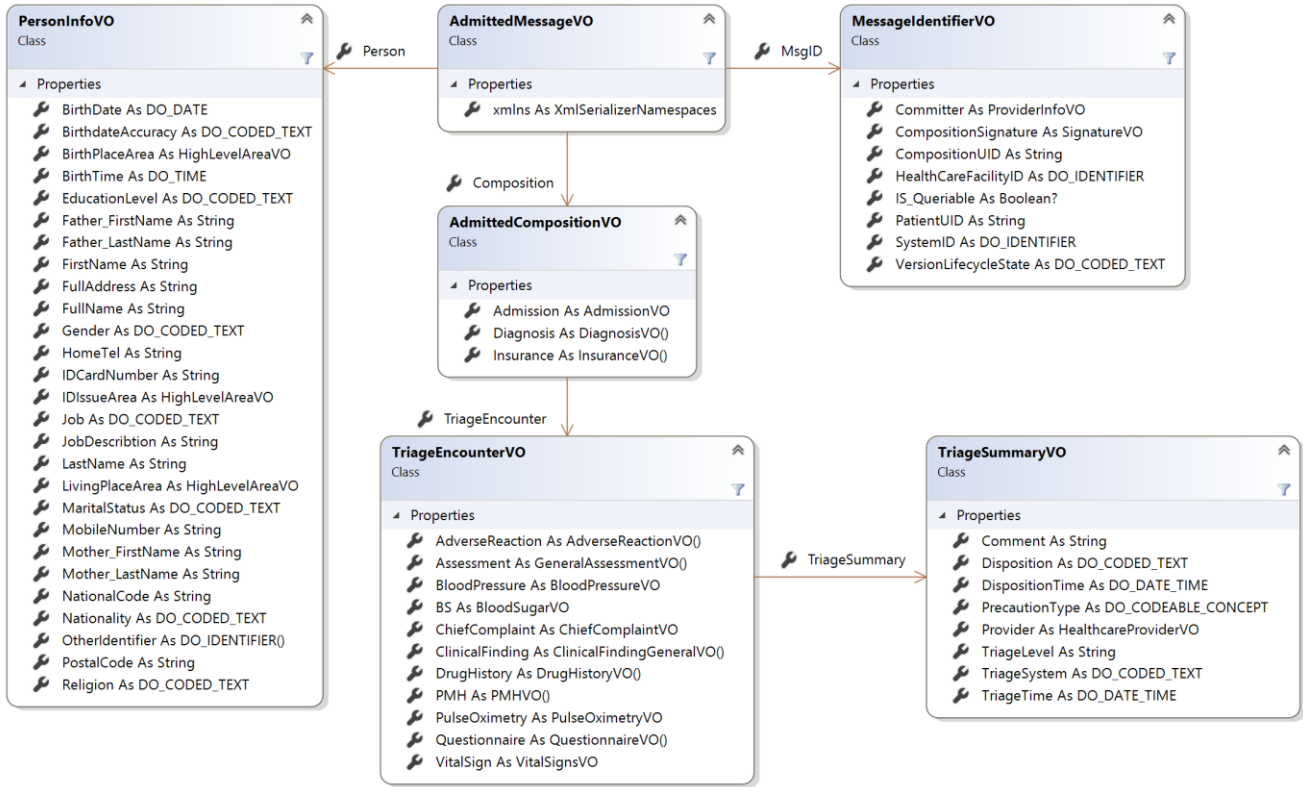 PersonInfoVO
Class
Properties
BirthDate As DO_DATE
BirthdateAccuracy As DO_CODED_TEXT
BirthPlaceArea As HighLevelAreaVO
BirthTime As DO_TIME
EducationLevel As DO_CODED_TEXT
Father_FirstName As String
Father_LastName As String
FirstName As String
FullAddress As String
FullName As String
Gender As DO_CODED_TEXT
HomeTel As String
IDCardNumber As String
IDIssueArea As HighLevelAreaVO
Job As DO_CODED_TEXT
JobDescribtion As String
LastName As String
LivingPlaceArea As HighLevelAreaVO
MaritalStatus As DO_CODED_TEXT
MobileNumber As String
Mother_FirstName As String
Mother_LastName As String
NationalCode As String
Nationality As DO_CODED_TEXT
OtherIdentifier As DO_IDENTIFIER()
PostalCode As String
Religion As DO_CODED_TEXT
Person
AdmittedMessageVO
Class
Properties
xmlns As XmlSerializerNamespaces
MsgID
MessageIdentifierVO
Class
Properties
Committer As ProviderInfoVO
CompositionSignature As SignatureVO
CompositionUID As String
HealthCareFacilityID As DO_IDENTIFIER
IS_Queriable As Boolean?
PatientUID As String
SystemID As DO_IDENTIFIER
VersionLifecycleState As DO_CODED_TEXT
Composition
AdmittedCompositionVO
Class
Properties
Admission As AdmissionVO
Diagnosis As DiagnosisVO()
Insurance As InsuranceVO()
TriageEncounter
TriageEncounterVO
Class
Properties
AdverseReaction As AdverseReactionVO()
Assessment As GeneralAssessmentVO()
BloodPressure As BloodPressureVO
BS As BloodSugarVO
ChiefComplaint As ChiefComplaintVO
ClinicalFinding As ClinicalFindingGeneralVO()
DrugHistory As DrugHistoryVO()
PMH As PMHVO()
PulseOximetry As PulseOximetryVO
Questionnaire As QuestionnaireVO()
VitalSign As VitalSignsVO
TriageSummary
TriageSummaryVO
Class
Properties
Comment As String
Disposition As DO_CODED_TEXT
DispositionTime As DO_DATE_TIME
PrecautionType As DO_CODEABLE_CONCEPT
Provider As HealthcareProviderVO
TriageLevel As String
TriageSystem As DO_CODED_TEXT
TriageTime As DO_DATE_TIME